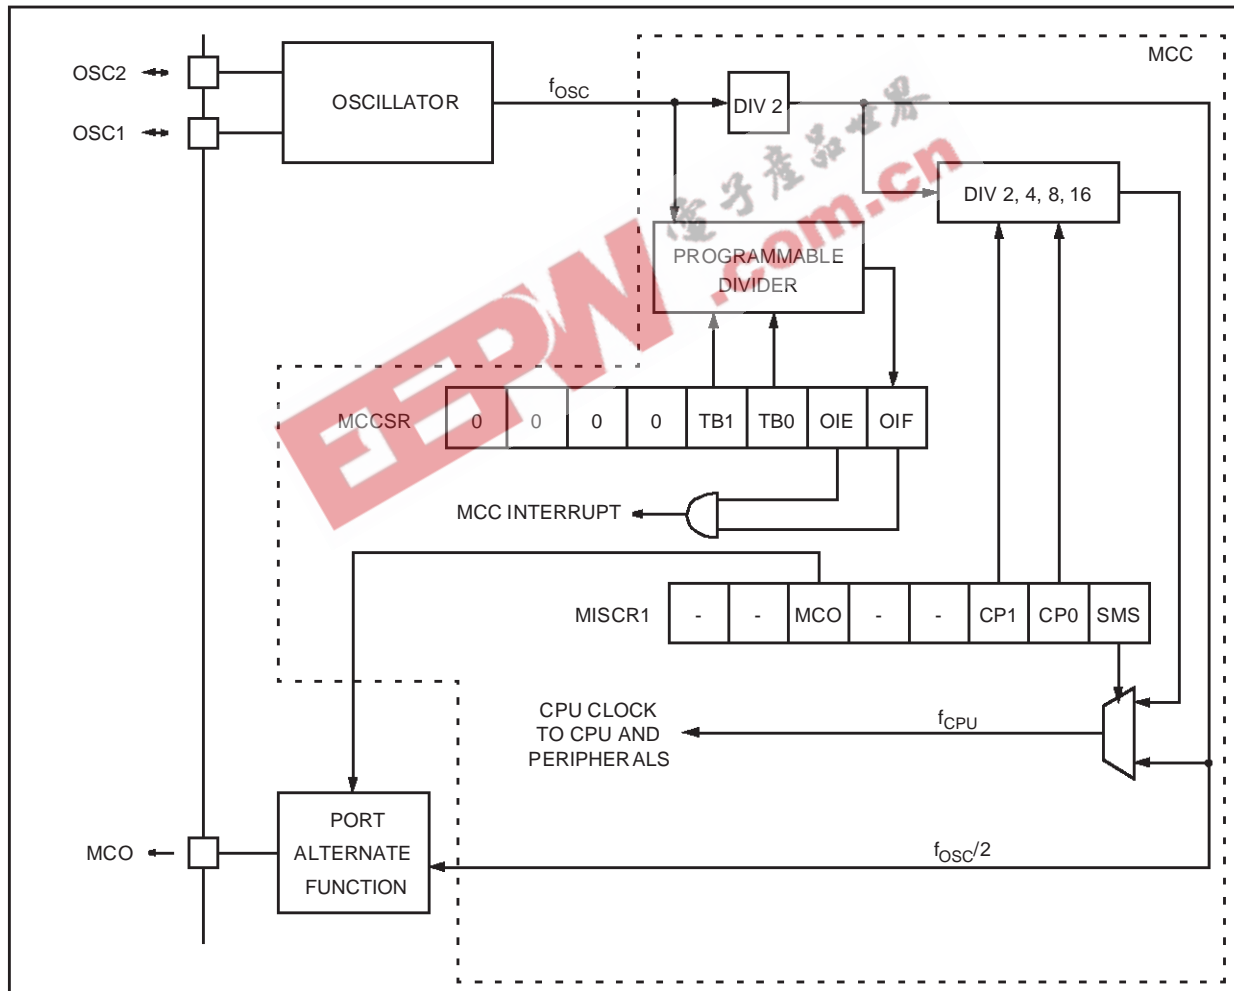 MCC
OSC2
OSCILLATOR
fOSC
DIV 2
OSC1
DIV 2, 4, 8, 16
電子產品世界
.com.cn
PROGRAMMABLE
DIVIDER
EEPW
MCCSR 0 0 0 0 TB1 TB0 OIE OIF
MCC INTERRUPT
MISCR1 - - MCO - - CP1 CP0 SMS
CPU CLOCK
TO CPU AND
PERIPHERALS
fCPU
PORT
ALTERNATE
FUNCTION
MCO
fOSC/2